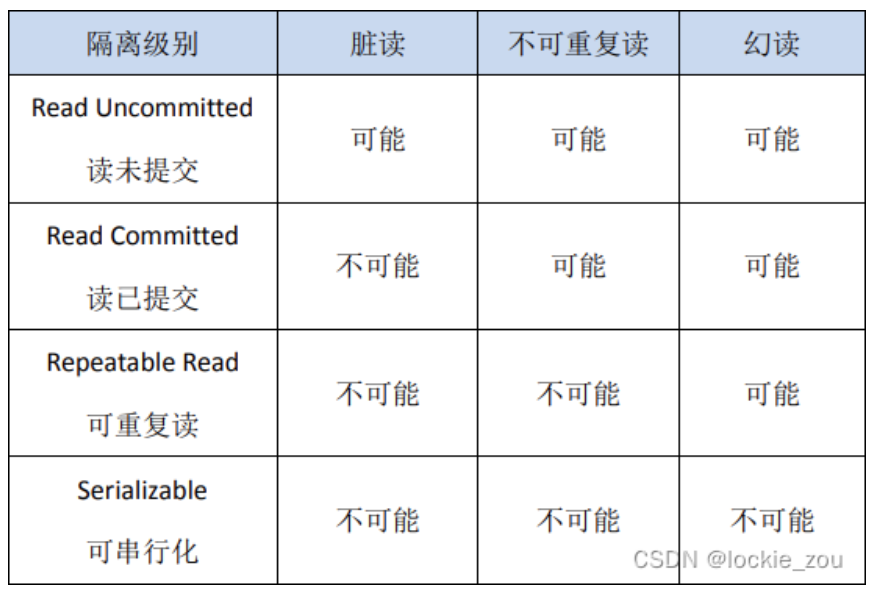 隔离级别 脏读 不可重复读 幻读
Read Uncommitted
读未提交
可能 可能 可能
Read Committed
读已提交
不可能 可能 可能
Repeatable Read
可重复读
不可能 不可能 可能
Serializable
可串行化
不可能 不可能 不可能
CSDN @lockie_zou